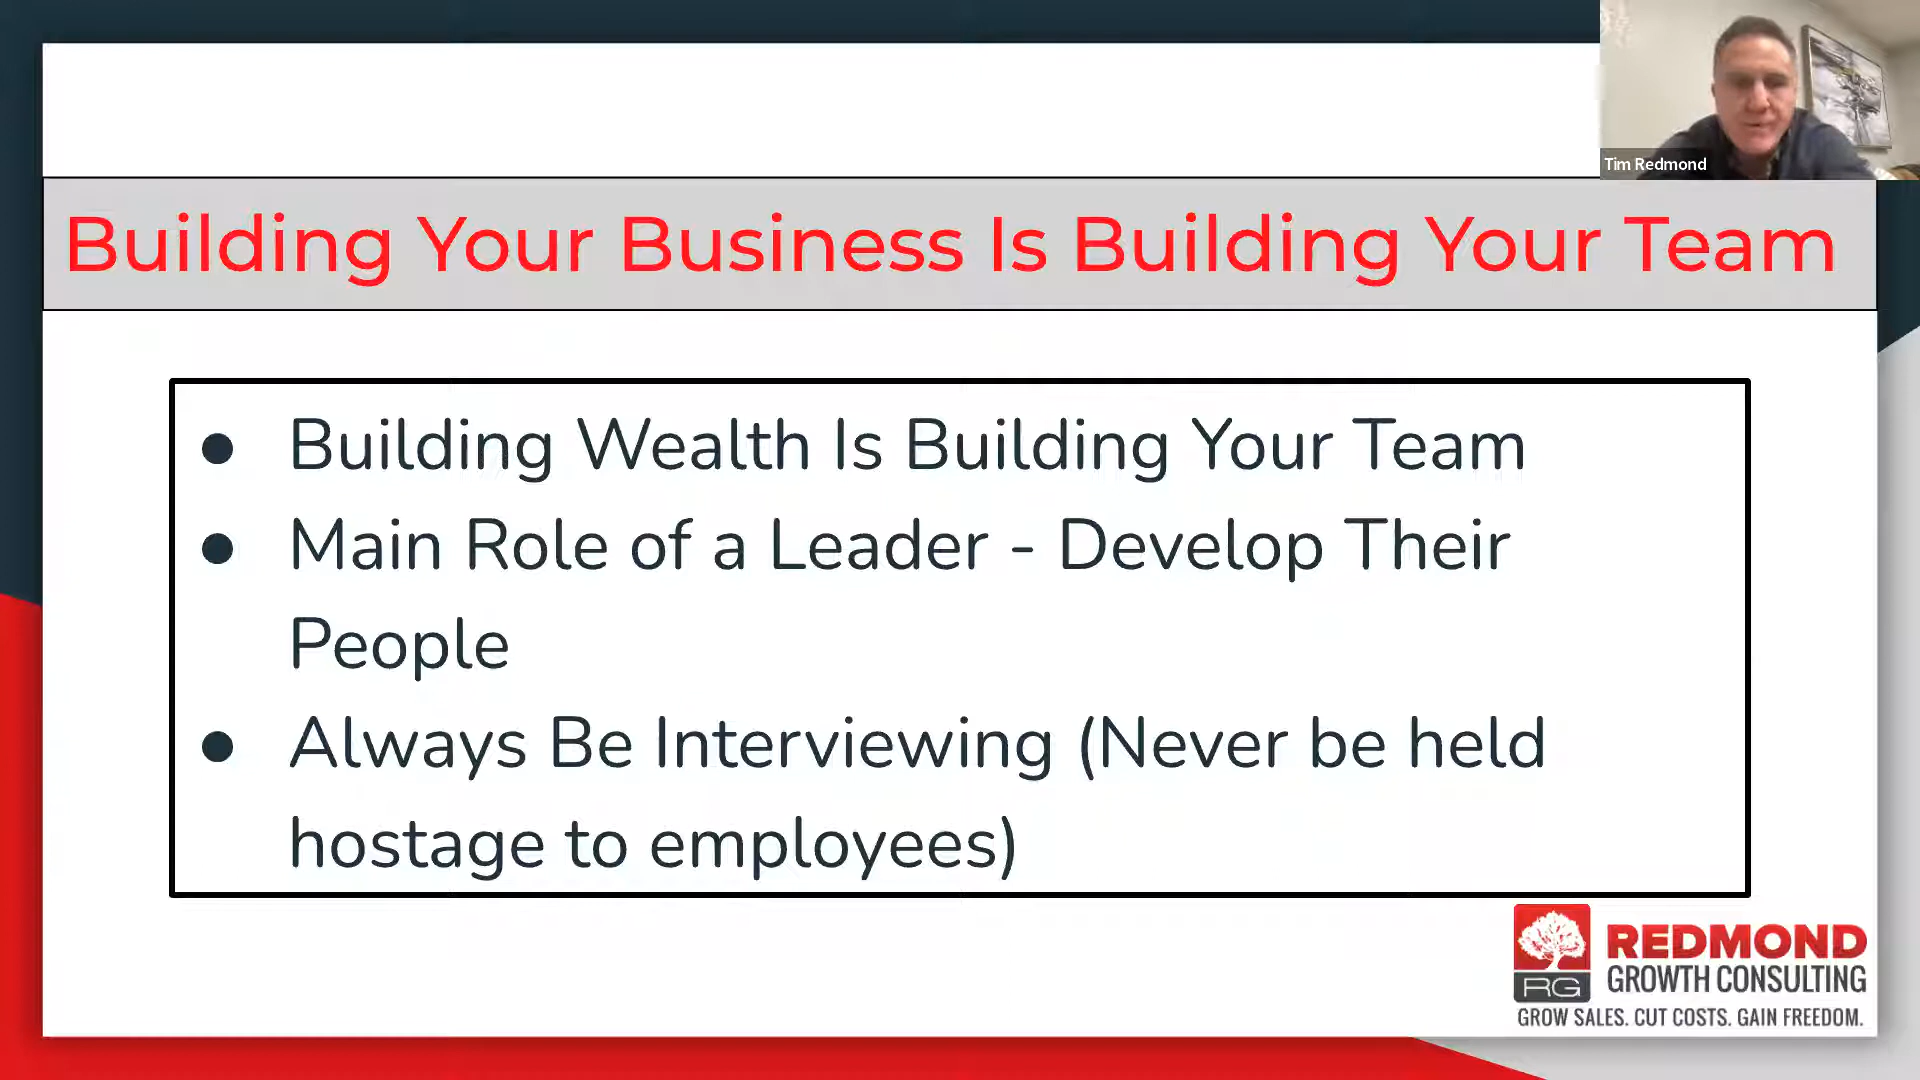 Tim Redmond
Building Your Business Is Building Your Team
● Building Wealth Is Building Your Team
● Main Role of a Leader - Develop Their
People
● Always Be Interviewing (Never be held
hostage to employees)
RG
REDMOND
GROWTH CONSULTING
GROW SALES. CUT COSTS. GAIN FREEDOM.